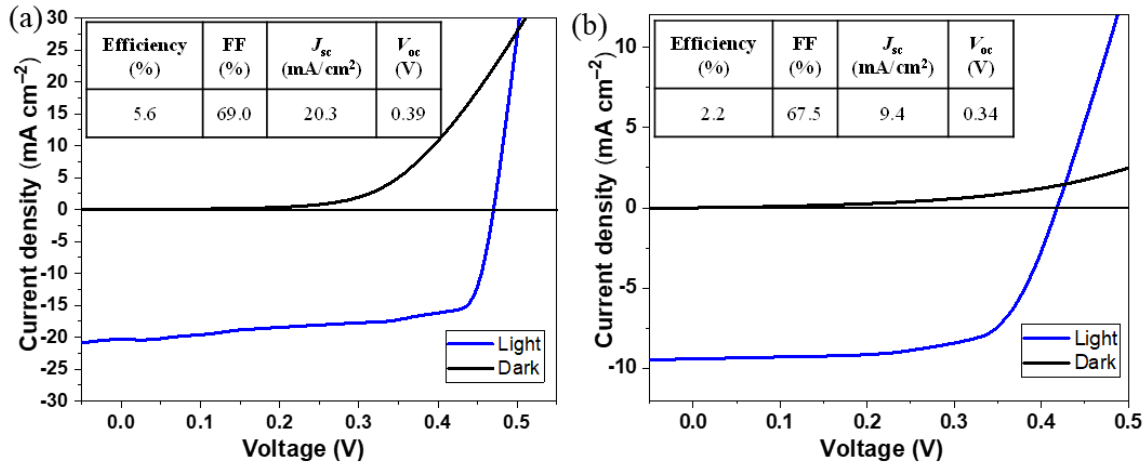 (a)
Efficiency (%) FF (%) Jsc (mA/cm²) Voc (V)
5.6 69.0 20.3 0.39
30
25
20
15
10
5
0
-5
-10
-15
-20
-25
-30
Current density (mA cm⁻²)
Light
Dark
0.0 0.1 0.2 0.3 0.4 0.5
Voltage (V)
(b)
Efficiency (%) FF (%) Jsc (mA/cm²) Voc (V)
2.2 67.5 9.4 0.34
10
5
0
-5
-10
Current density (mA cm⁻²)
Light
Dark
0.0 0.1 0.2 0.3 0.4 0.5
Voltage (V)